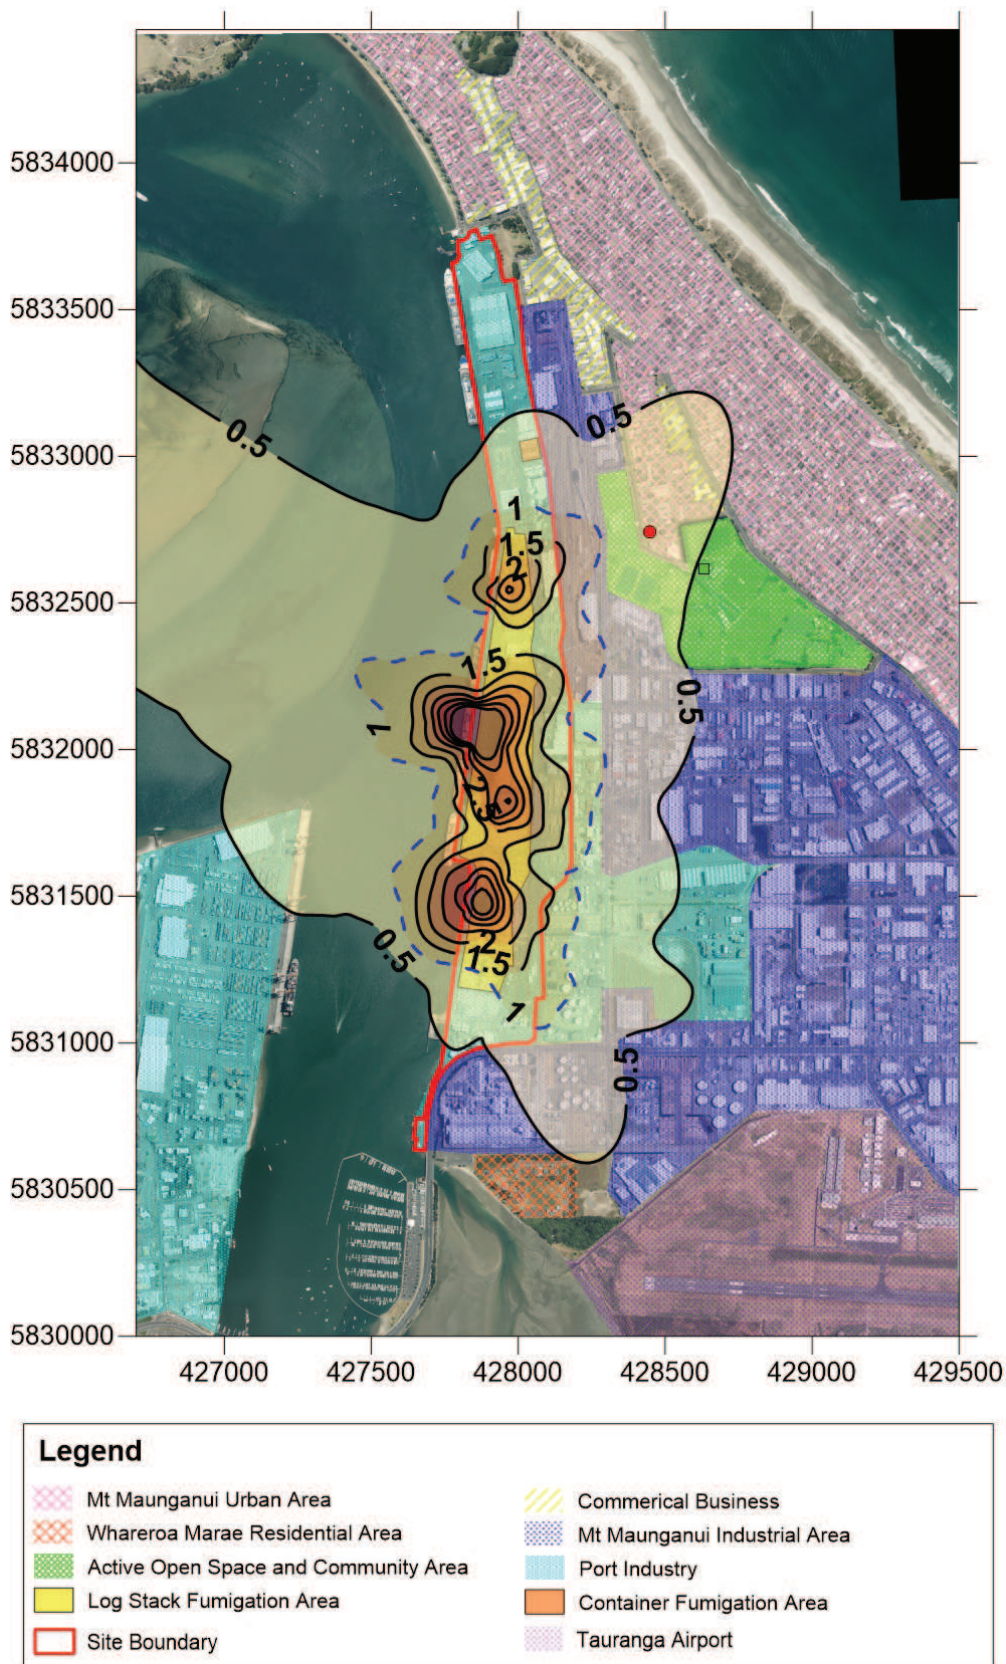 5834000
5833500
5833000
5832500
5832000
5831500
5831000
5830500
5830000
0.5
0.5
1
1.5
2
1.5
1
0.5
2.5
0.5
2
1.5
1
0.5
427000 427500 428000 428500 429000 429500
Legend
Mt Maunganui Urban Area
Whareroa Marae Residential Area
Active Open Space and Community Area
Log Stack Fumigation Area
Site Boundary
Commerical Business
Mt Maunganui Industrial Area
Port Industry
Container Fumigation Area
Tauranga Airport